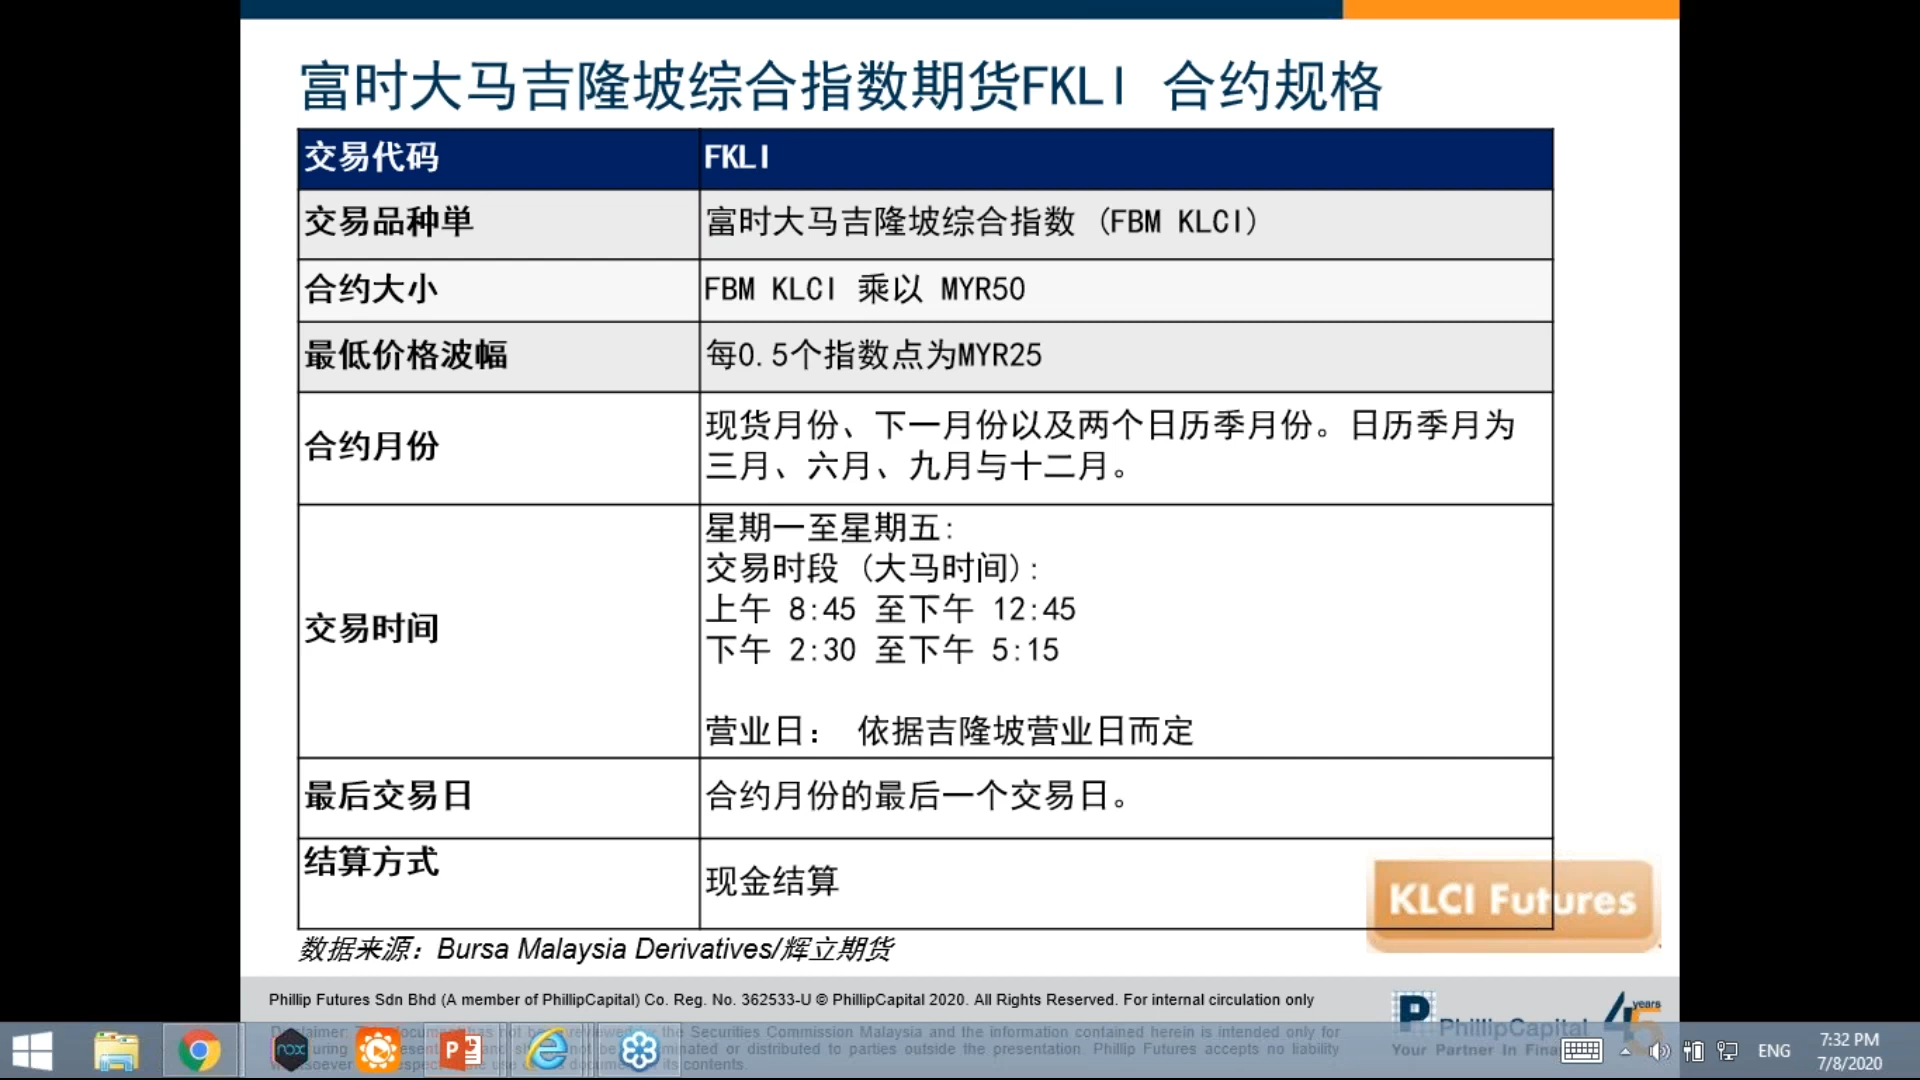 富时大马吉隆坡综合指数期货FKLI 合约规格
交易代码 FKLI
交易品种单 富时大马吉隆坡综合指数 (FBM KLCI)
合约大小 FBM KLCI 乘以 MYR50
最低价格波幅 每0.5个指数点为MYR25
合约月份 现货月份、下一月份以及两个日历季月份。日历季月为
三月、六月、九月与十二月。
交易时间 星期一至星期五:
交易时段 (大马时间):
上午 8:45 至下午 12:45
下午 2:30 至下午 5:15
营业日: 依据吉隆坡营业日而定
最后交易日 合约月份的最后一个交易日。
结算方式 现金结算
KLCI Futures
数据来源: Bursa Malaysia Derivatives/辉立期货
Phillip Futures Sdn Bhd (A member of PhillipCapital) Co. Reg. No. 362533-U © PhillipCapital 2020. All Rights Reserved. For internal circulation only
the Securities Commission Malaysia and the information contained herein is intended only for
or distributed to parties outside the presentation. Phillip Futures accepts no liability
its contents.
PhillipCapital
45 years
Your Partner In
nox
ENG
7:32 PM
7/8/2020